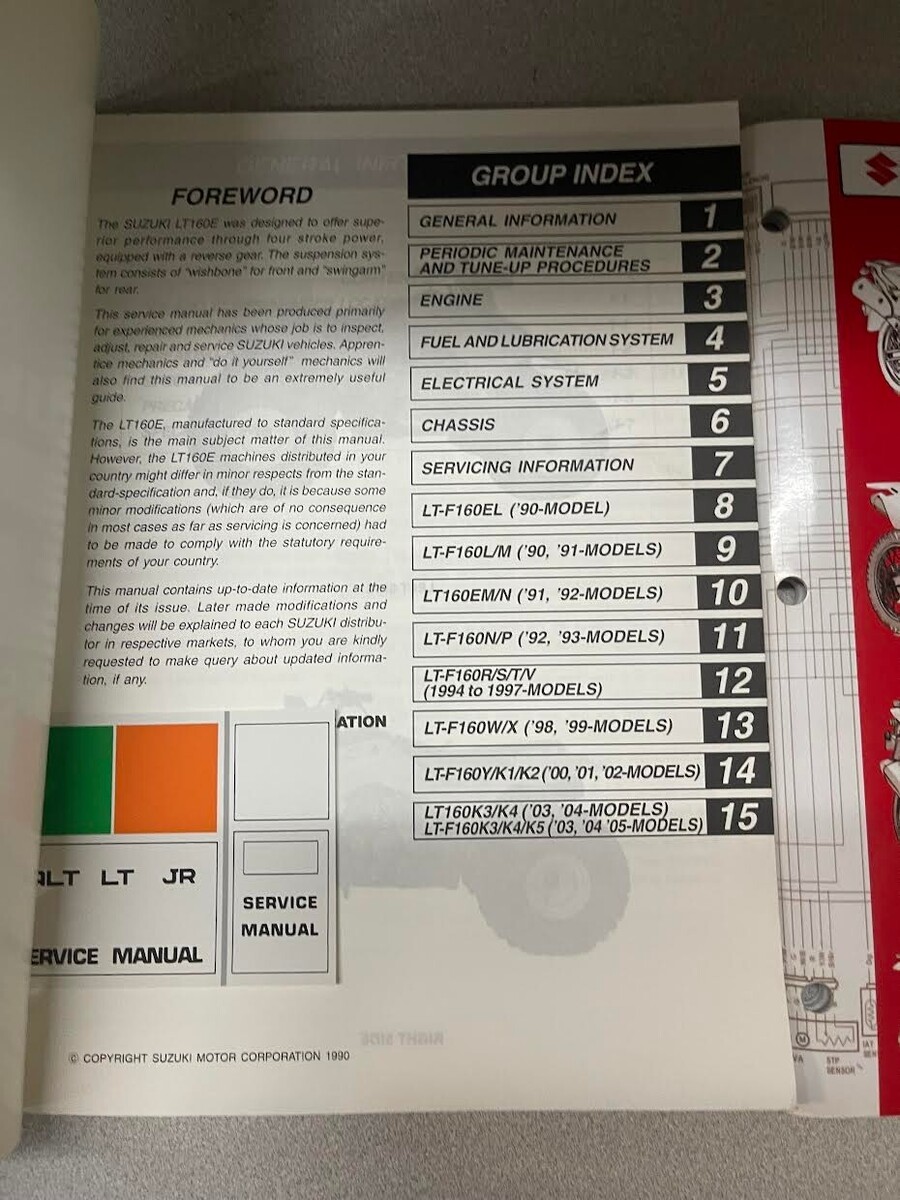 FOREWORD
The SUZUKI LT160E was designed to offer supe-
rior performance through four stroke power,
equipped with a reverse gear. The suspension sys-
tem consists of "wishbone" for front and "swingarm"
for rear.
This service manual has been produced primarily
for experienced mechanics whose job is to inspect,
adjust, repair and service SUZUKI vehicles. Appren-
tice mechanics and "do it yourself" mechanics will
also find this manual to be an extremely useful
guide.
The LT160E, manufactured to standard specifica-
tions, is the main subject matter of this manual.
However, the LT160E machines distributed in your
country might differ in minor respects from the stan-
dard-specification and, if they do, it is because some
minor modifications (which are of no consequence
in most cases as far as servicing is concerned) had
to be made to comply with the statutory require-
ments of your country.
This manual contains up-to-date information at the
time of its issue. Later made modifications and
changes will be explained to each SUZUKI distribu-
tor in respective markets, to whom you are kindly
requested to make query about updated informa-
tion, if any.
ATION
ALT LT JR
ERVICE MANUAL
SERVICE
MANUAL
© COPYRIGHT SUZUKI MOTOR CORPORATION 1990
GROUP INDEX
GENERAL INFORMATION 1
PERIODIC MAINTENANCE
AND TUNE-UP PROCEDURES 2
ENGINE 3
FUEL AND LUBRICATION SYSTEM 4
ELECTRICAL SYSTEM 5
CHASSIS 6
SERVICING INFORMATION 7
LT-F160EL ('90-MODEL) 8
LT-F160L/M ('90, '91-MODELS) 9
LT160EM/N ('91, '92-MODELS) 10
LT-F160N/P ('92, '93-MODELS) 11
LT-F160R/S/T/V
(1994 to 1997-MODELS) 12
LT-F160W/X ('98, '99-MODELS) 13
LT-F160Y/K1/K2 ('00, '01, '02-MODELS) 14
LT160K3/K4 ('03, '04-MODELS)
LT-F160K3/K4/K5 ('03, '04 '05-MODELS) 15
M
STP
SENSOR
IAT
SEN